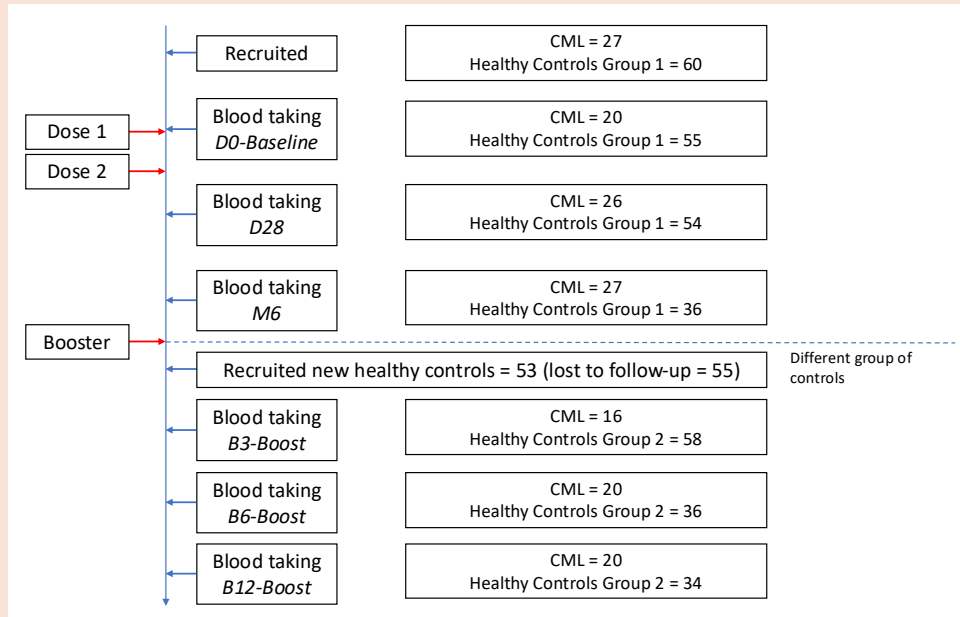 Recruited
CML = 27
Healthy Controls Group 1 = 60
Dose 1
Blood taking
D0-Baseline
CML = 20
Healthy Controls Group 1 = 55
Dose 2
Blood taking
D28
CML = 26
Healthy Controls Group 1 = 54
Blood taking
M6
CML = 27
Healthy Controls Group 1 = 36
Booster
Recruited new healthy controls = 53 (lost to follow-up = 55)
Different group of
controls
Blood taking
B3-Boost
CML = 16
Healthy Controls Group 2 = 58
Blood taking
B6-Boost
CML = 20
Healthy Controls Group 2 = 36
Blood taking
B12-Boost
CML = 20
Healthy Controls Group 2 = 34